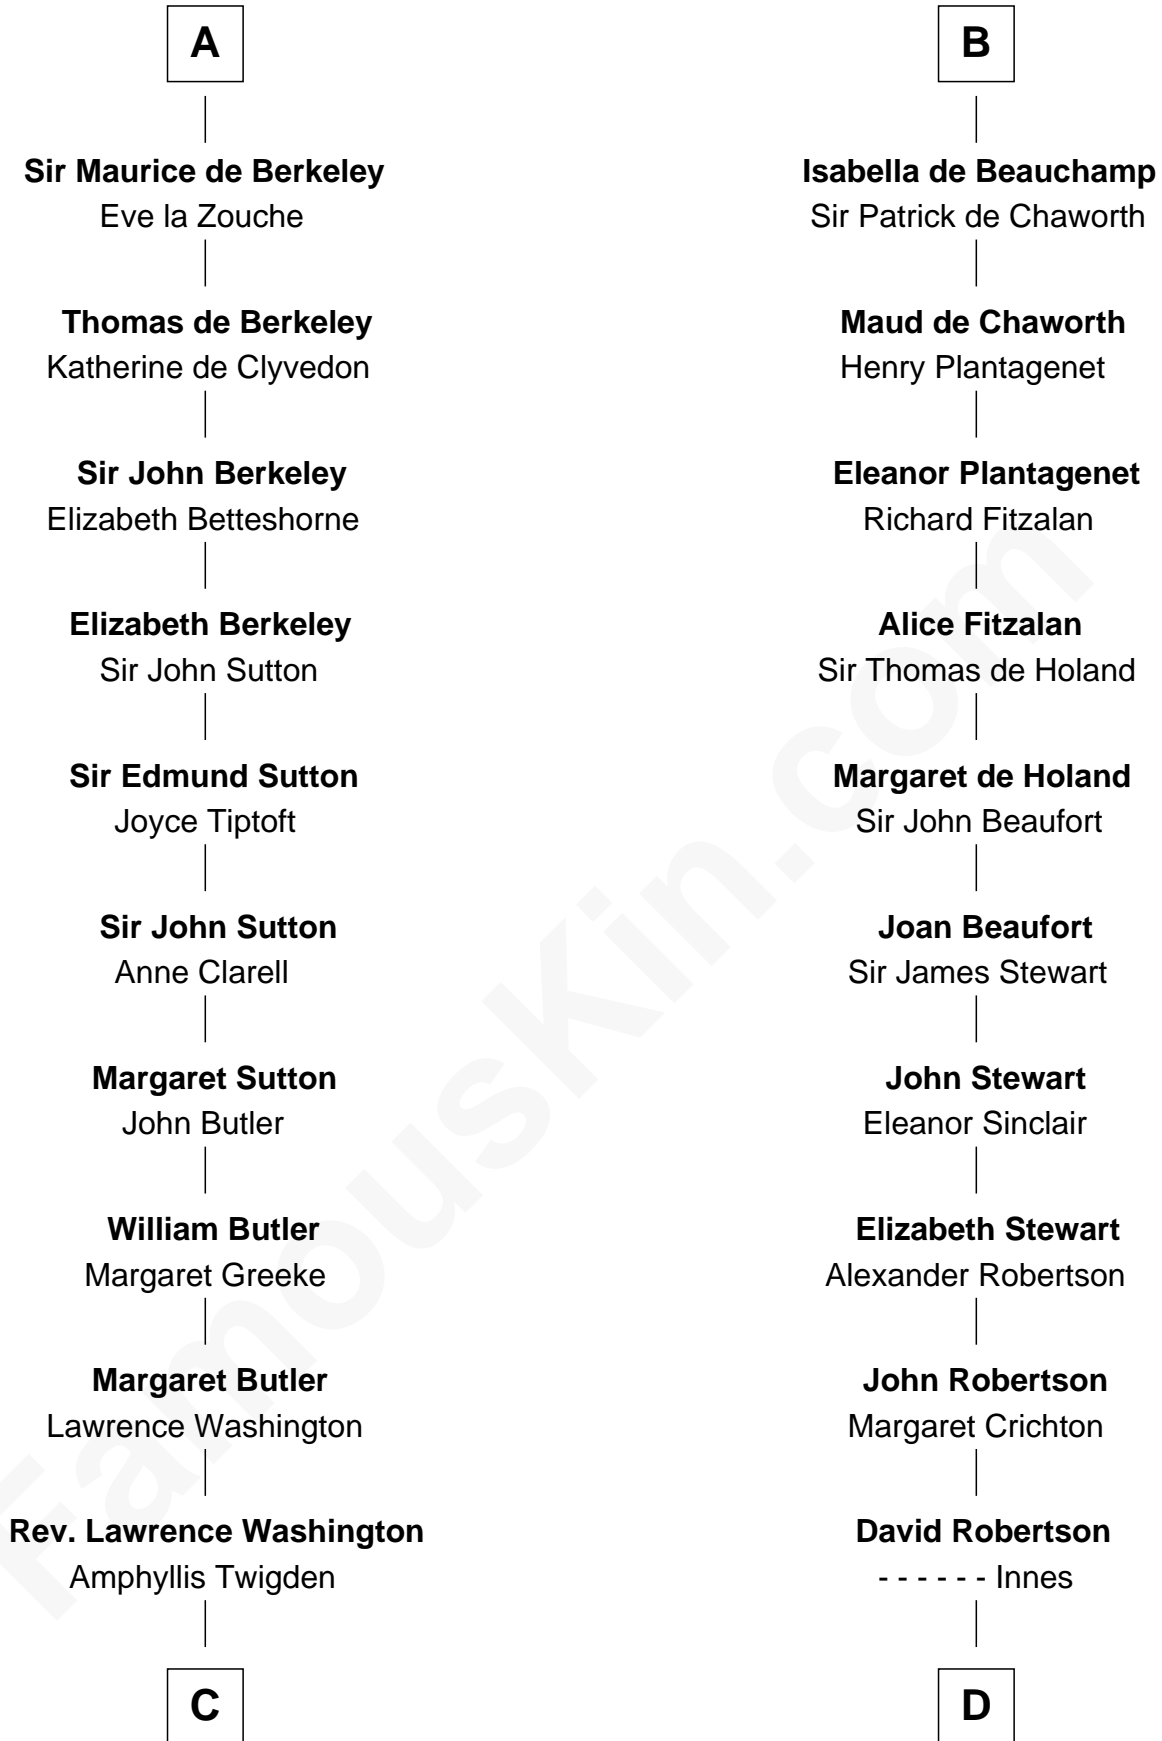 A
Sir Maurice de Berkeley
Eve la Zouche
Thomas de Berkeley
Katherine de Clyvedon
Sir John Berkeley
Elizabeth Betteshorne
Elizabeth Berkeley
Sir John Sutton
Sir Edmund Sutton
Joyce Tiptoft
Sir John Sutton
Anne Clarell
Margaret Sutton
John Butler
William Butler
Margaret Greeke
Margaret Butler
Lawrence Washington
Rev. Lawrence Washington
Amphyllis Twigden
C
B
Isabella de Beauchamp
Sir Patrick de Chaworth
Maud de Chaworth
Henry Plantagenet
Eleanor Plantagenet
Richard Fitzalan
Alice Fitzalan
Sir Thomas de Holand
Margaret de Holand
Sir John Beaufort
Joan Beaufort
Sir James Stewart
John Stewart
Eleanor Sinclair
Elizabeth Stewart
Alexander Robertson
John Robertson
Margaret Crichton
David Robertson
- - - - - - Innes
D
FamousKin.com